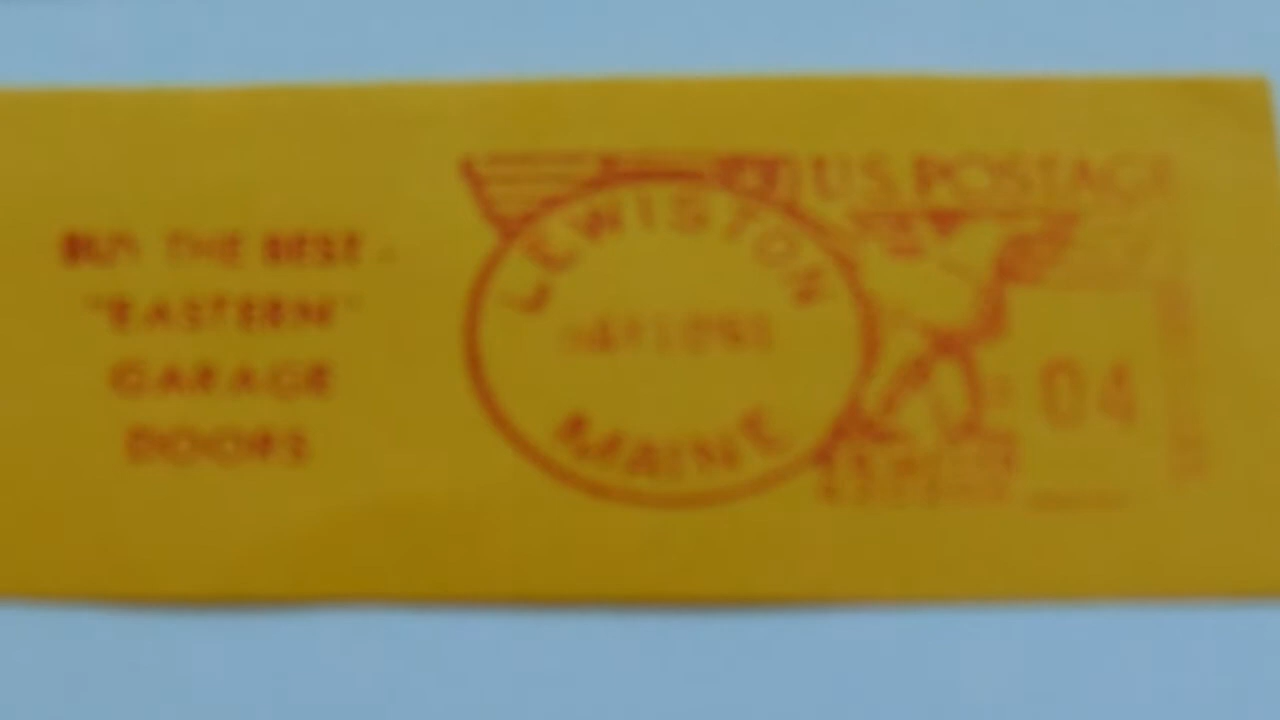 BUY THE BEST -
"EASTERN"
GARAGE
DOORS
LEWISTON
MAINE
U.S. POSTAGE
04